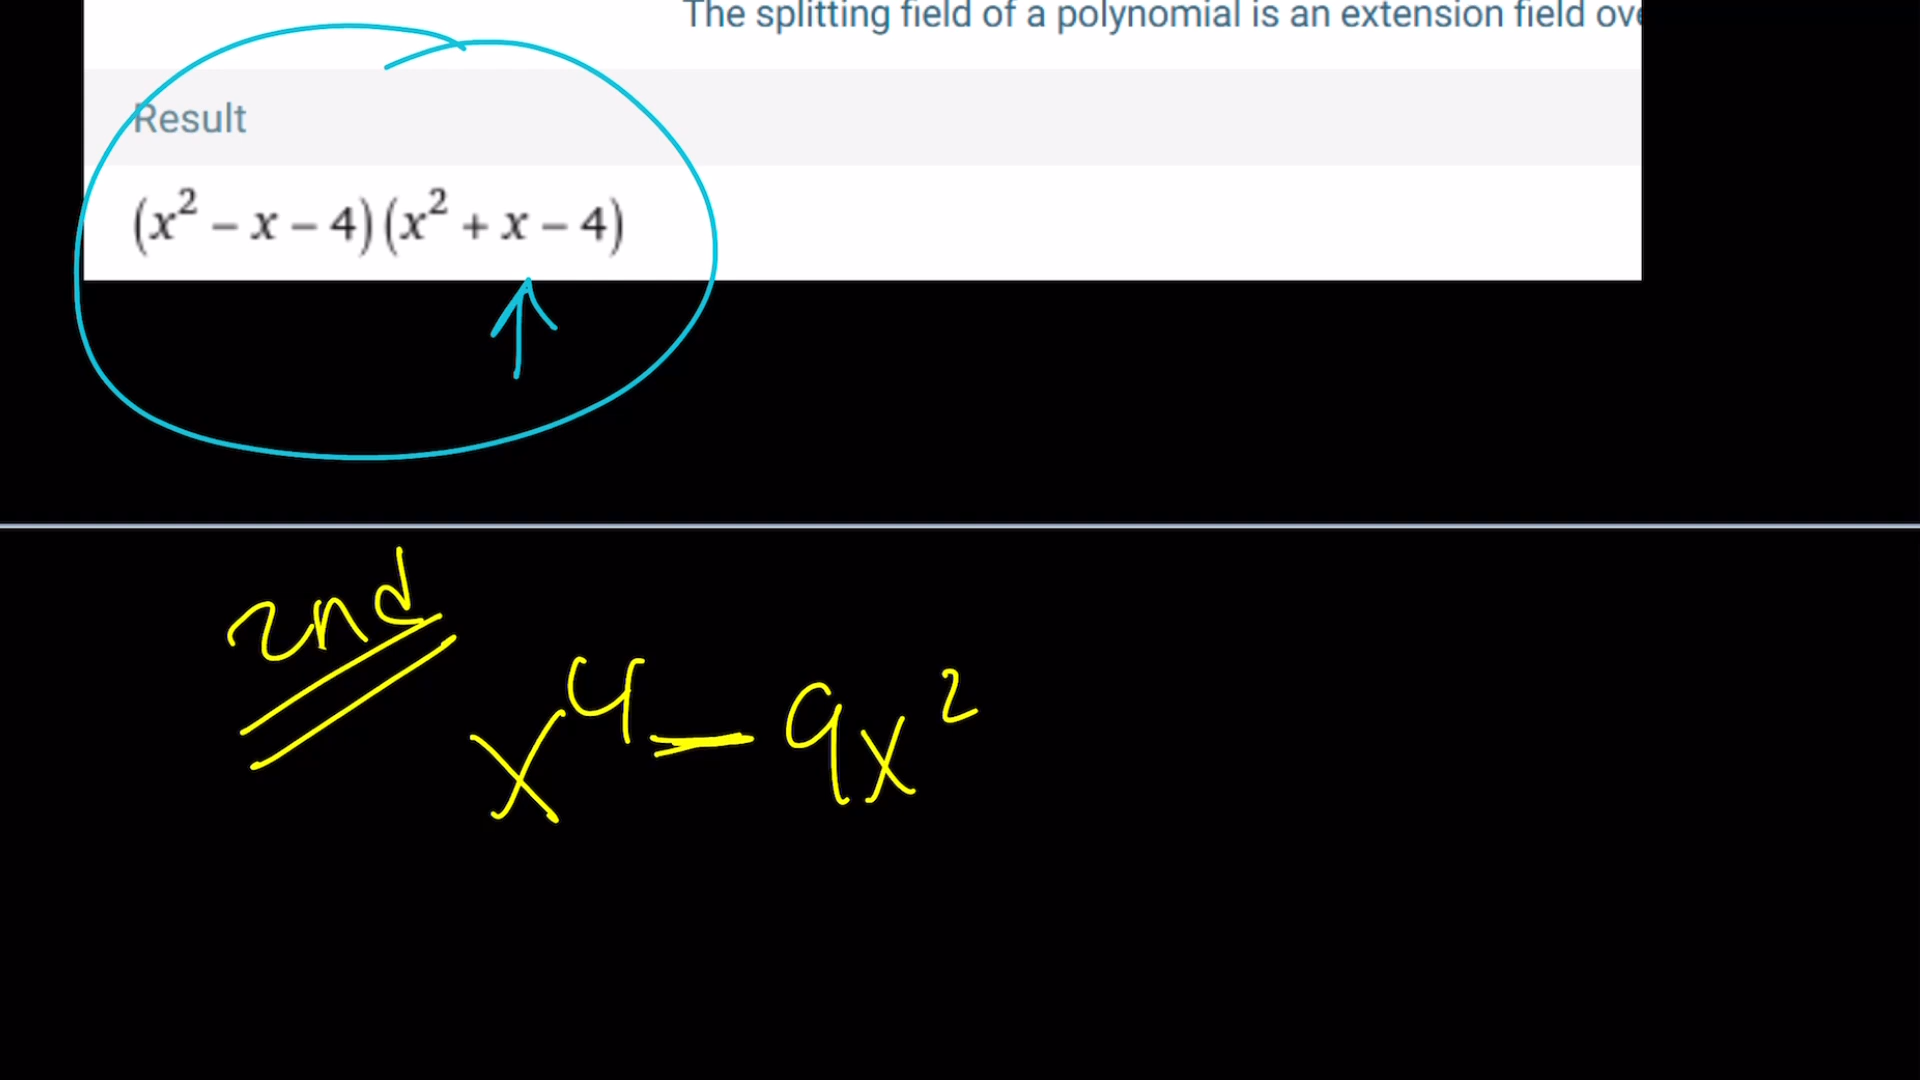 The splitting field of a polynomial is an extension field ove
Result
(x² – x – 4)(x² + x – 4)
2nd
x⁴ – 9x²